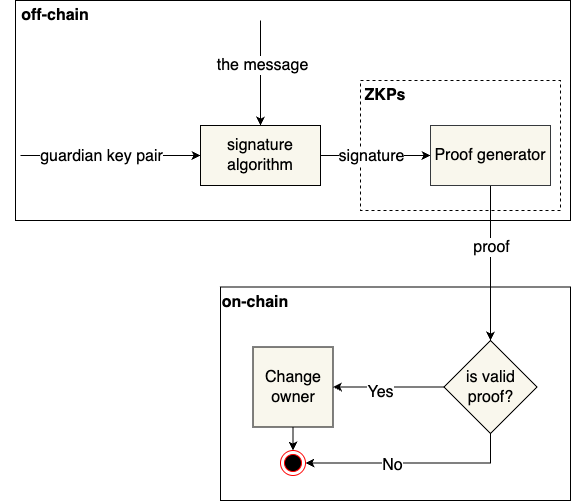 off-chain
the message
ZKPs
guardian key pair
signature
algorithm
signature
Proof generator
proof
on-chain
Change
owner
Yes
is valid
proof?
No